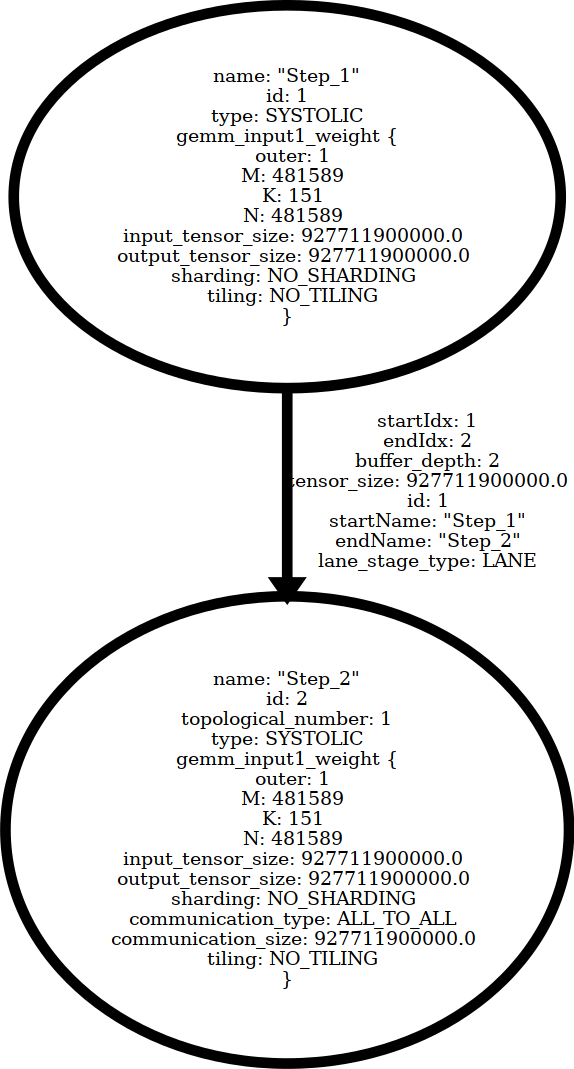 name: "Step_1"
id: 1
type: SYSTOLIC
gemm_input1_weight {
outer: 1
M: 481589
K: 151
N: 481589
input_tensor_size: 927711900000.0
output_tensor_size: 927711900000.0
sharding: NO_SHARDING
tiling: NO_TILING
}
startIdx: 1
endIdx: 2
buffer_depth: 2
tensor_size: 927711900000.0
id: 1
startName: "Step_1"
endName: "Step_2"
lane_stage_type: LANE
name: "Step_2"
id: 2
topological_number: 1
type: SYSTOLIC
gemm_input1_weight {
outer: 1
M: 481589
K: 151
N: 481589
input_tensor_size: 927711900000.0
output_tensor_size: 927711900000.0
sharding: NO_SHARDING
communication_type: ALL_TO_ALL
communication_size: 927711900000.0
tiling: NO_TILING
}